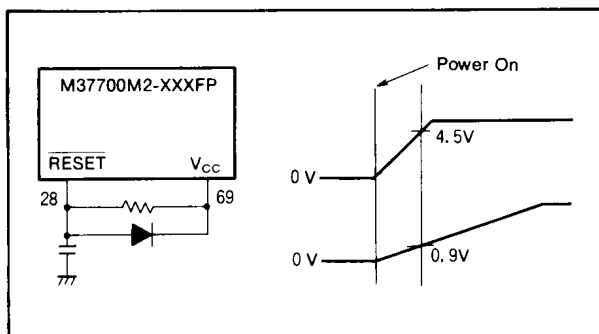 M37700M2-XXXFP
RESET
VCC
28
69
Power On
4.5V
0 V
0.9V
0 V